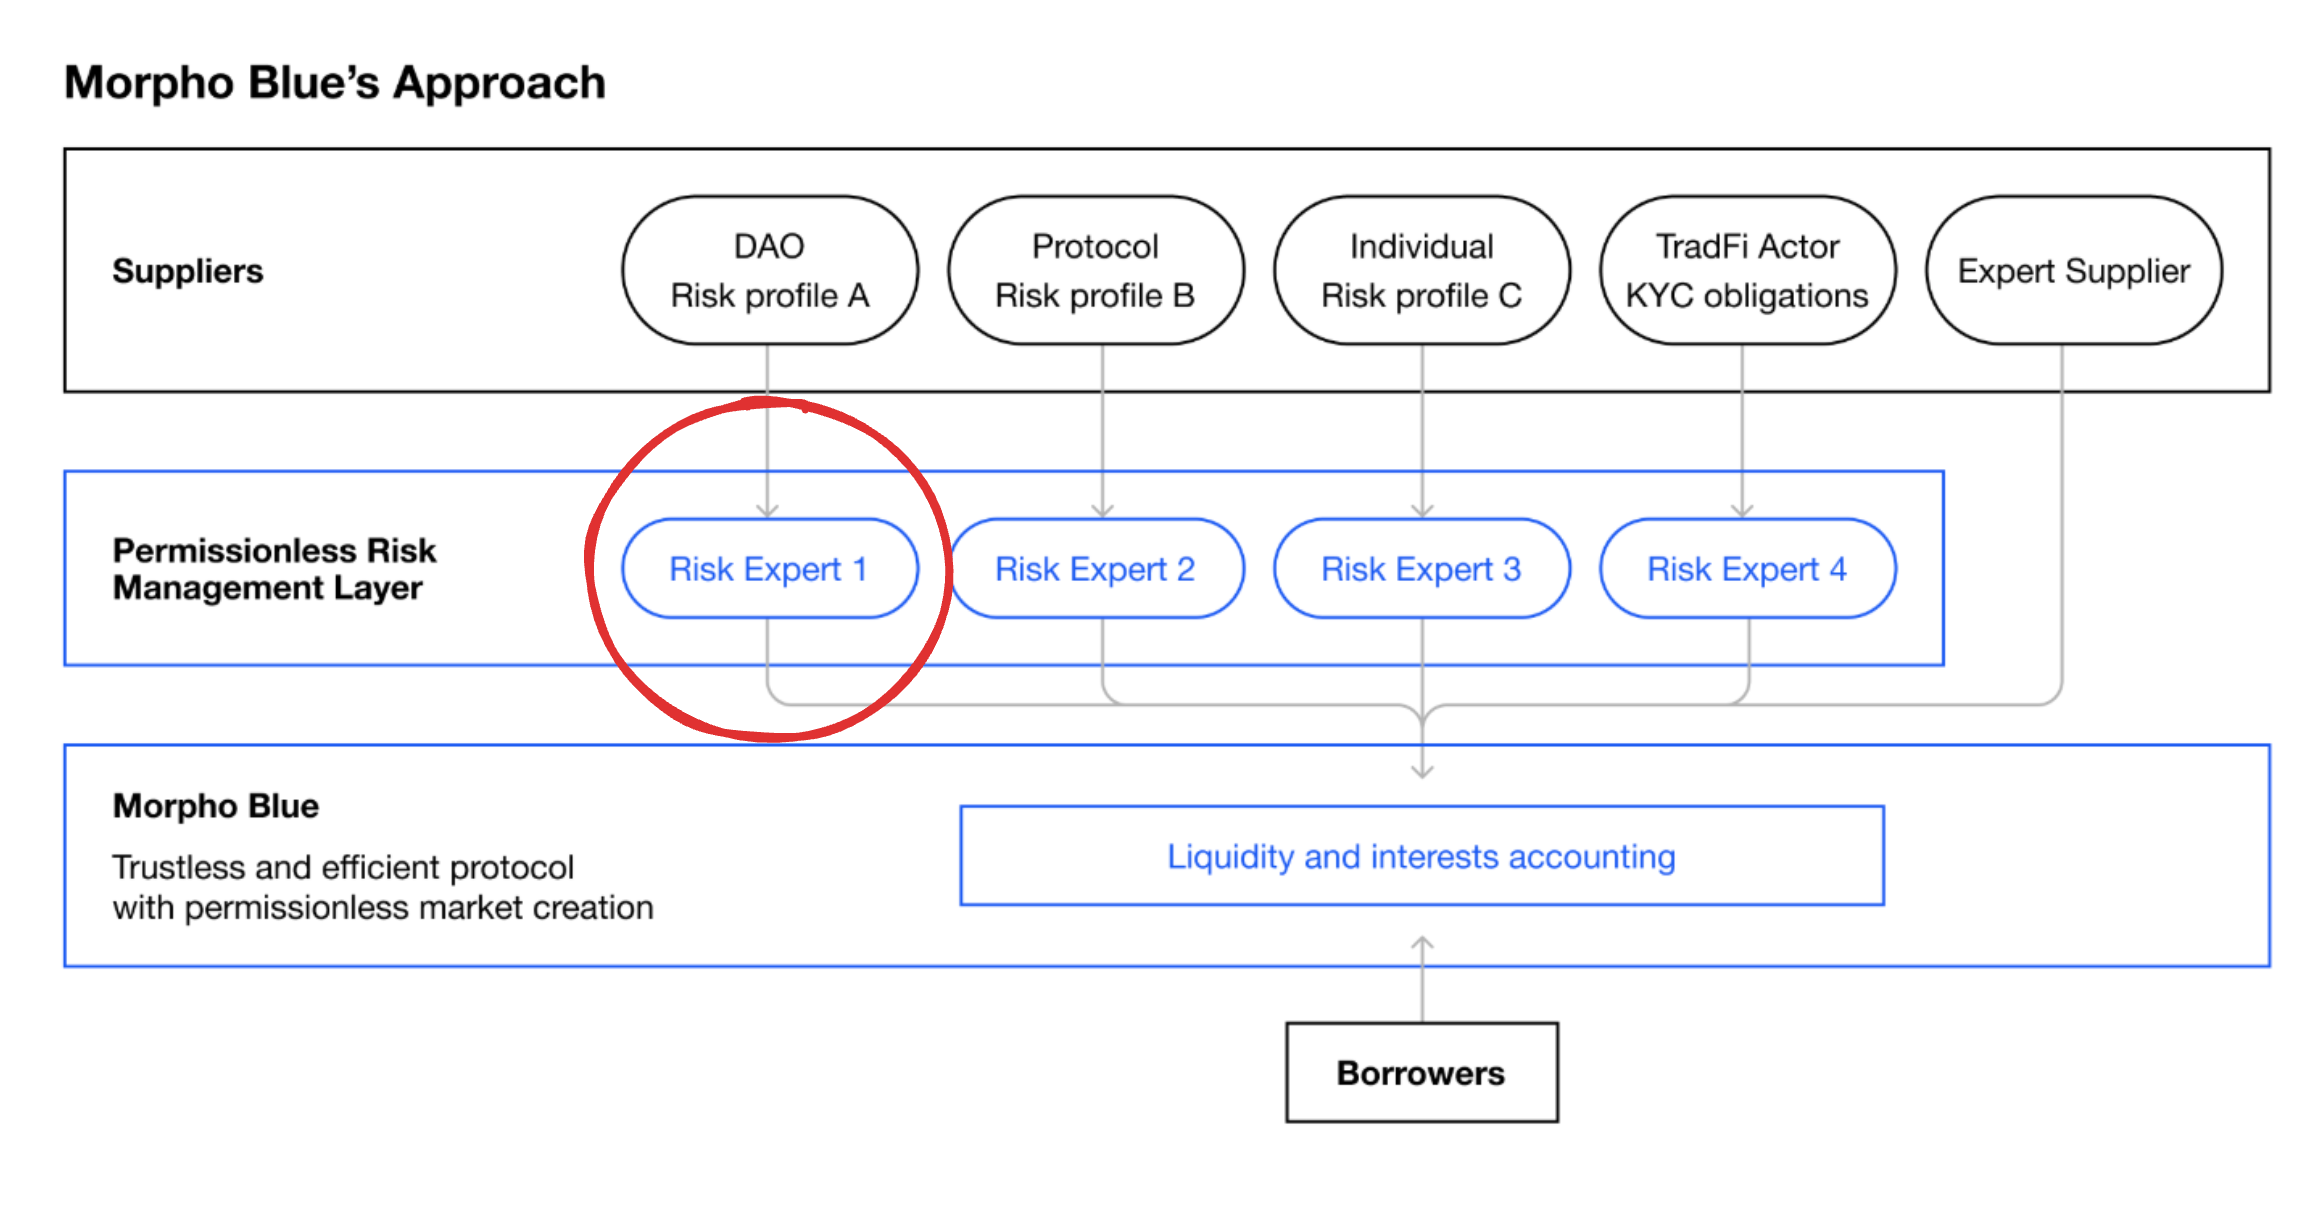 Morpho Blue’s Approach
Suppliers
DAO
Risk profile A
Protocol
Risk profile B
Individual
Risk profile C
TradFi Actor
KYC obligations
Expert Supplier
Permissionless Risk
Management Layer
Risk Expert 1
Risk Expert 2
Risk Expert 3
Risk Expert 4
Morpho Blue
Trustless and efficient protocol
with permissionless market creation
Liquidity and interests accounting
Borrowers